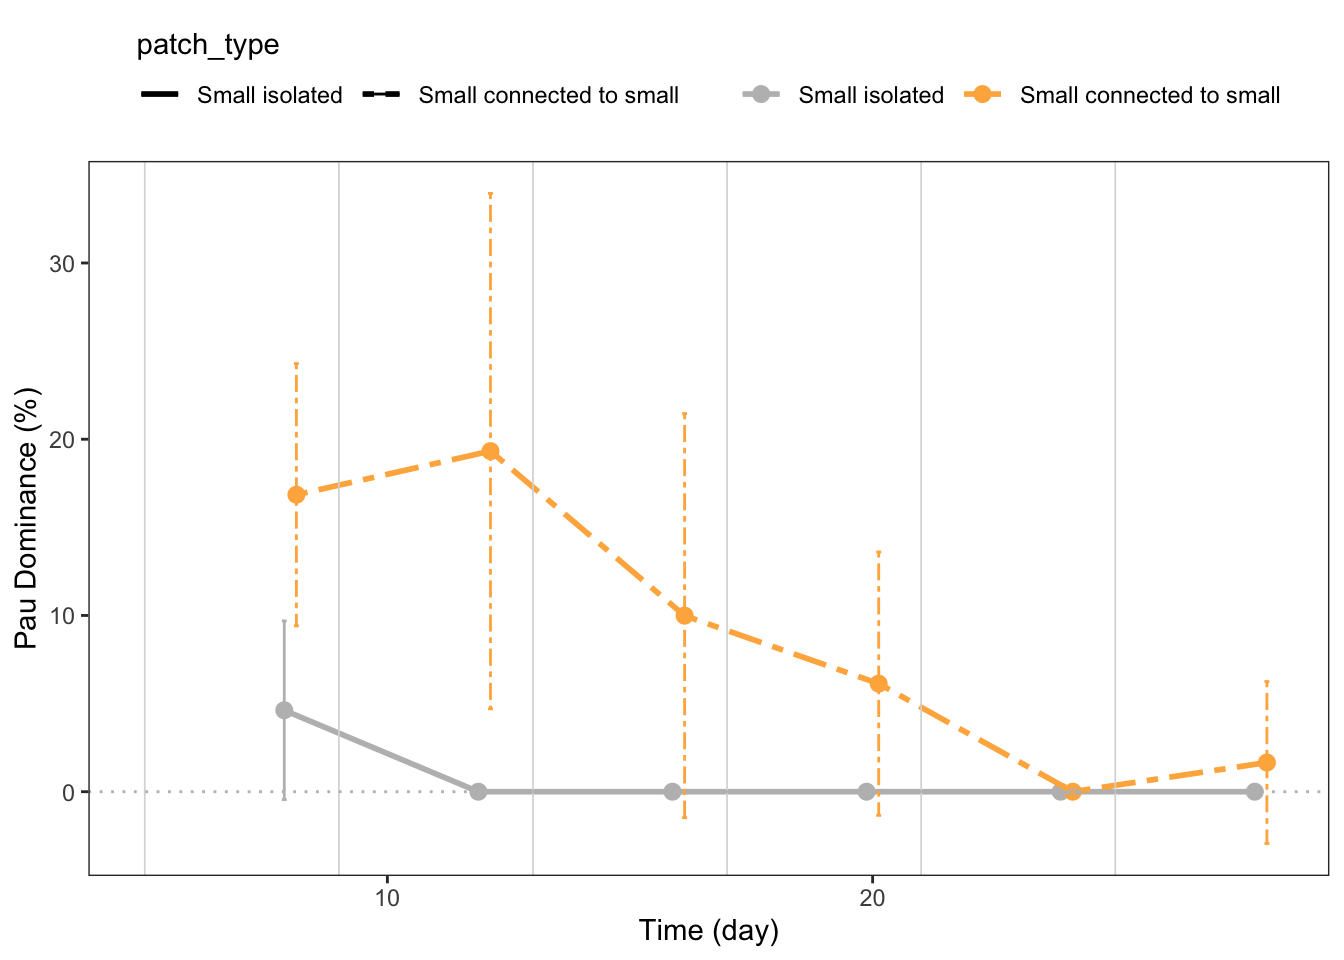 patch_type
Small isolated Small connected to small Small isolated Small connected to small
30
20
10
0
Pau Dominance (%)
10 20
Time (day)